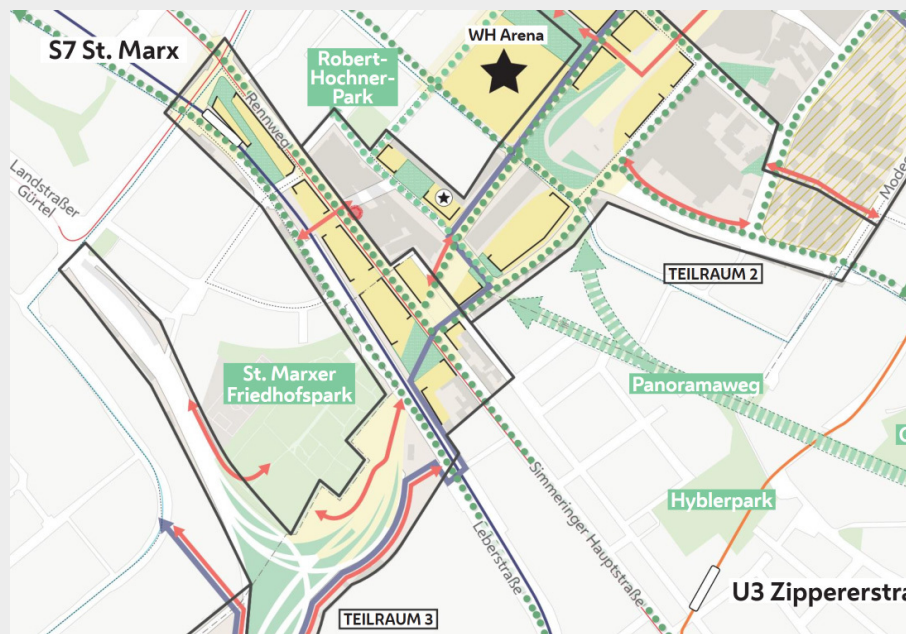 S7 St. Marx
WH Arena
Robert-
Hochner-
Park
Rennweg
Landstraßer
Gürtel
TEILRAUM 2
St. Marxer
Friedhofspark
Panoramaweg
Hyblerpark
Simmeringer Hauptstraße
Leberstraße
U3 Zippererstra
TEILRAUM 3